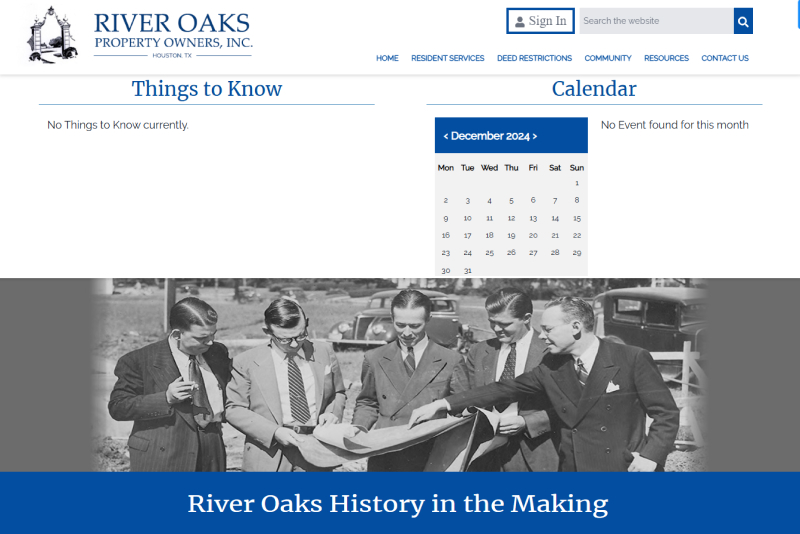 RIVER OAKS
PROPERTY OWNERS, INC.
HOUSTON, TX
Sign In
Search the website
HOME RESIDENT SERVICES DEED RESTRICTIONS COMMUNITY RESOURCES CONTACT US
Things to Know
No Things to Know currently.
Calendar
‹ December 2024 ›
Mon Tue Wed Thu Fri Sat Sun
1
2 3 4 5 6 7 8
9 10 11 12 13 14 15
16 17 18 19 20 21 22
23 24 25 26 27 28 29
30 31
No Event found for this month
River Oaks History in the Making